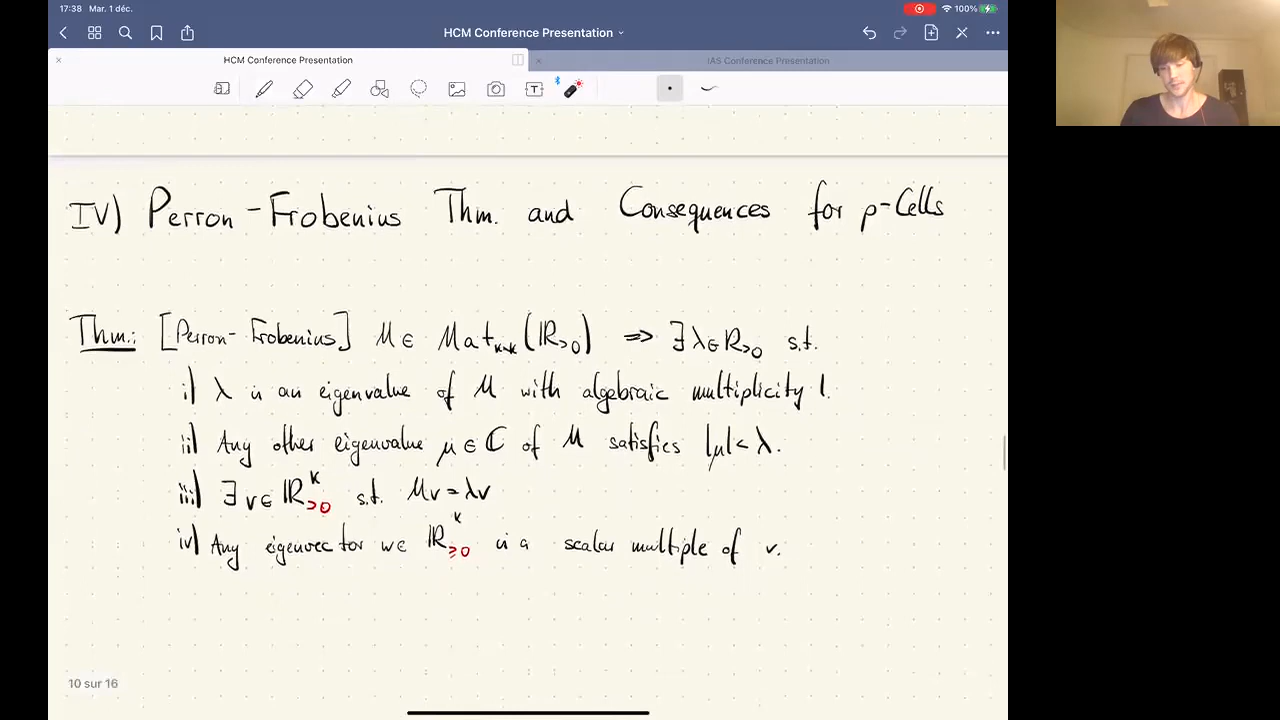 17:38 Mar. 1 déc.
100%
HCM Conference Presentation
HCM Conference Presentation
IAS Conference Presentation
IV) Perron-Frobenius Thm. and Consequences for p-Cells
Thm.: [Perron-Frobenius] M ∈ Mat_{k×k}(ℝ_{>0}) ⇒ ∃ λ ∈ ℝ_{>0} s.t.
i) λ is an eigenvalue of M with algebraic multiplicity 1.
ii) Any other eigenvalue μ ∈ ℂ of M satisfies |μ| < λ.
iii) ∃ v ∈ ℝ^k_{>0} s.t. Mv = λv
iv) Any eigenvector w ∈ ℝ^k_{≥0} is a scalar multiple of v.
10 sur 16